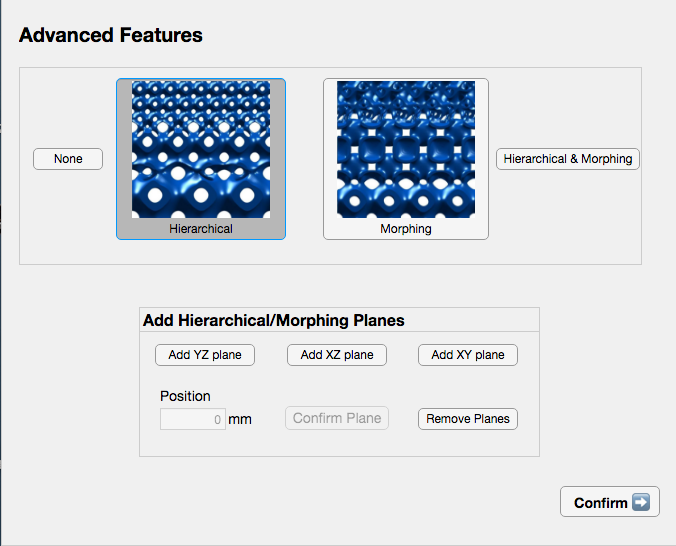 Advanced Features
None
Hierarchical
Morphing
Hierarchical & Morphing
Add Hierarchical/Morphing Planes
Add YZ plane
Add XZ plane
Add XY plane
Position
0 mm
Confirm Plane
Remove Planes
Confirm ➡